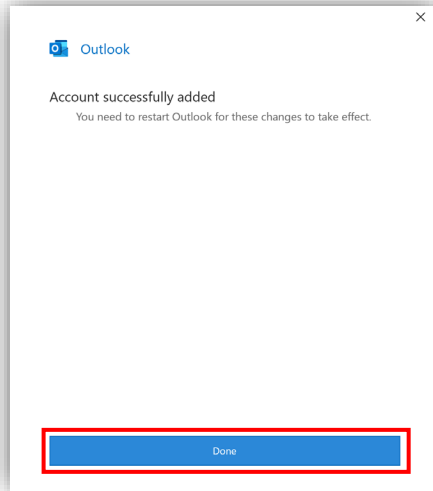 Outlook
Account successfully added
You need to restart Outlook for these changes to take effect.
Done